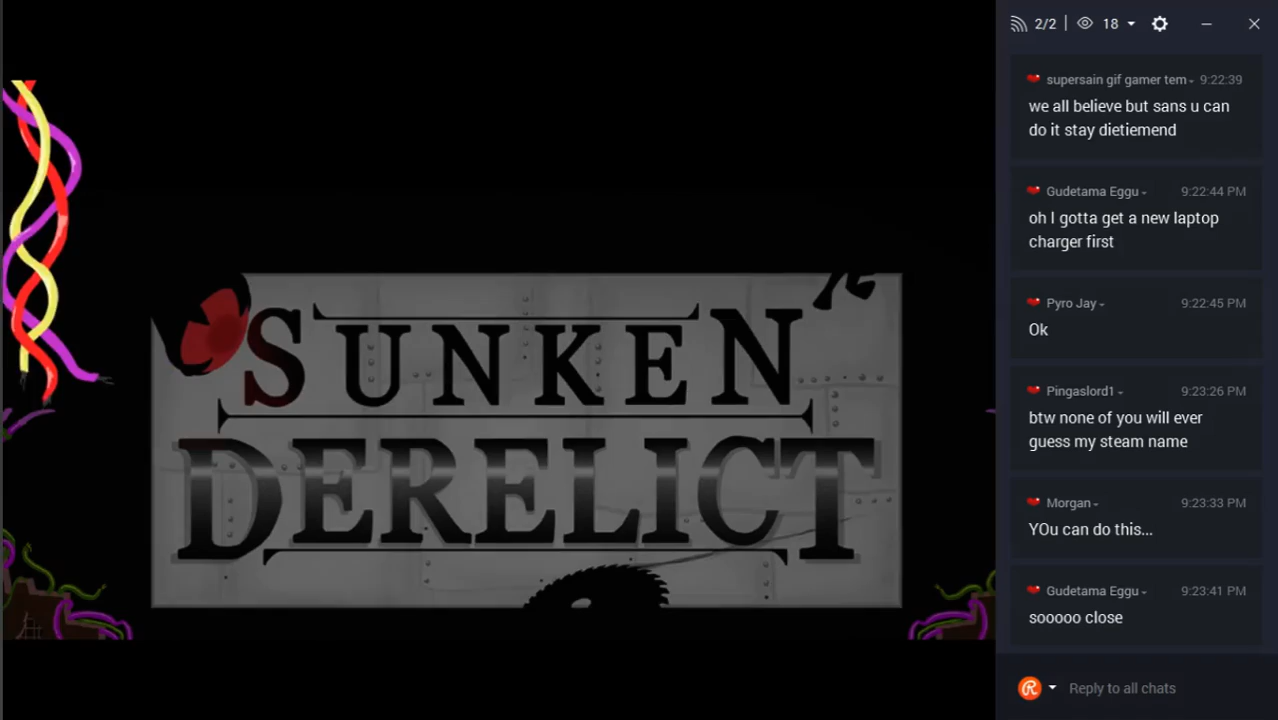 2/2 | 18
supersain gif gamer tem 9:22:39
we all believe but sans u can
do it stay dietiemend
Gudetama Eggu 9:22:44 PM
oh I gotta get a new laptop
charger first
Pyro Jay 9:22:45 PM
Ok
Pingaslord1 9:23:26 PM
btw none of you will ever
guess my steam name
Morgan 9:23:33 PM
YOu can do this...
Gudetama Eggu 9:23:41 PM
sooooo close
Reply to all chats
SUNKEN
DERELICT